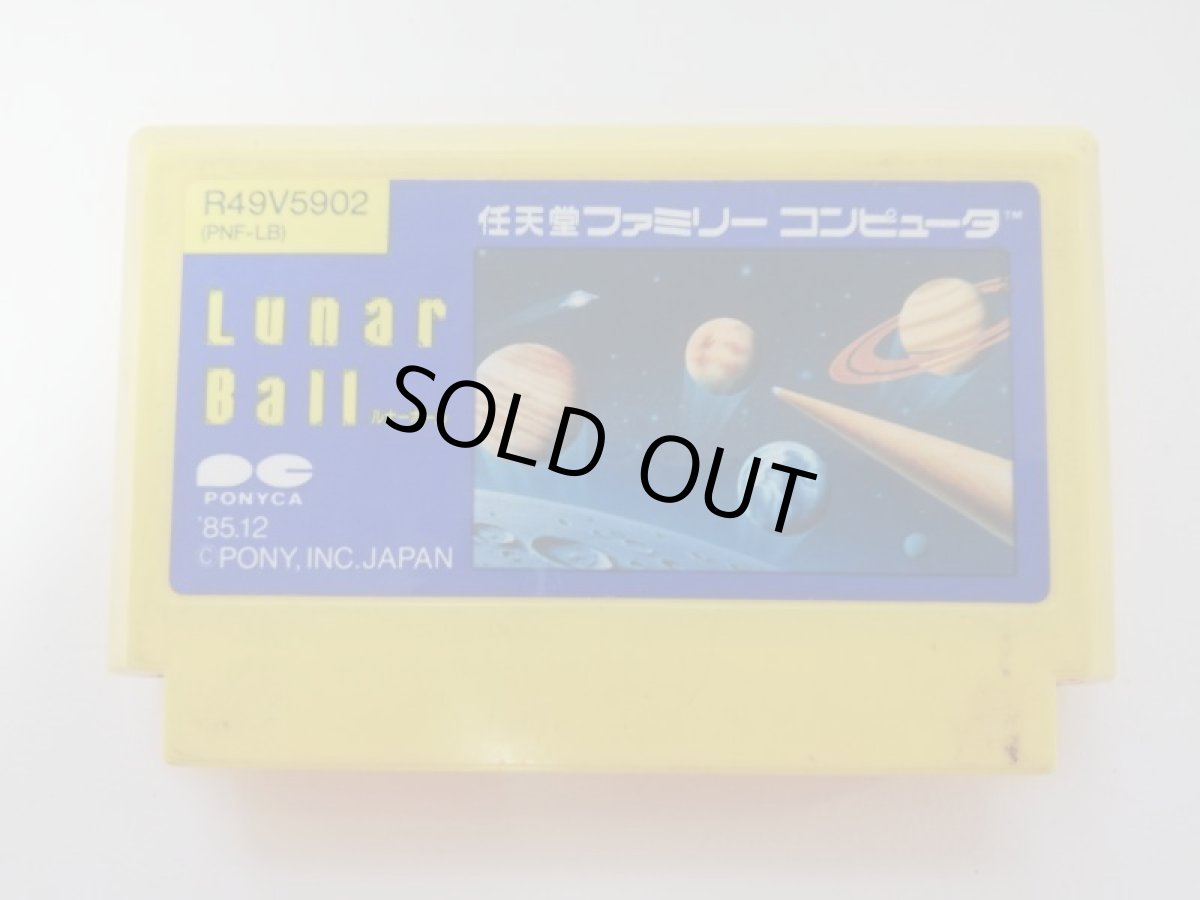 R49V5902
(PNF-LB)
任天堂 ファミリー コンピュータ™
Lunar
Ball
PONYCA
'85.12
© PONY, INC. JAPAN
SOLD OUT